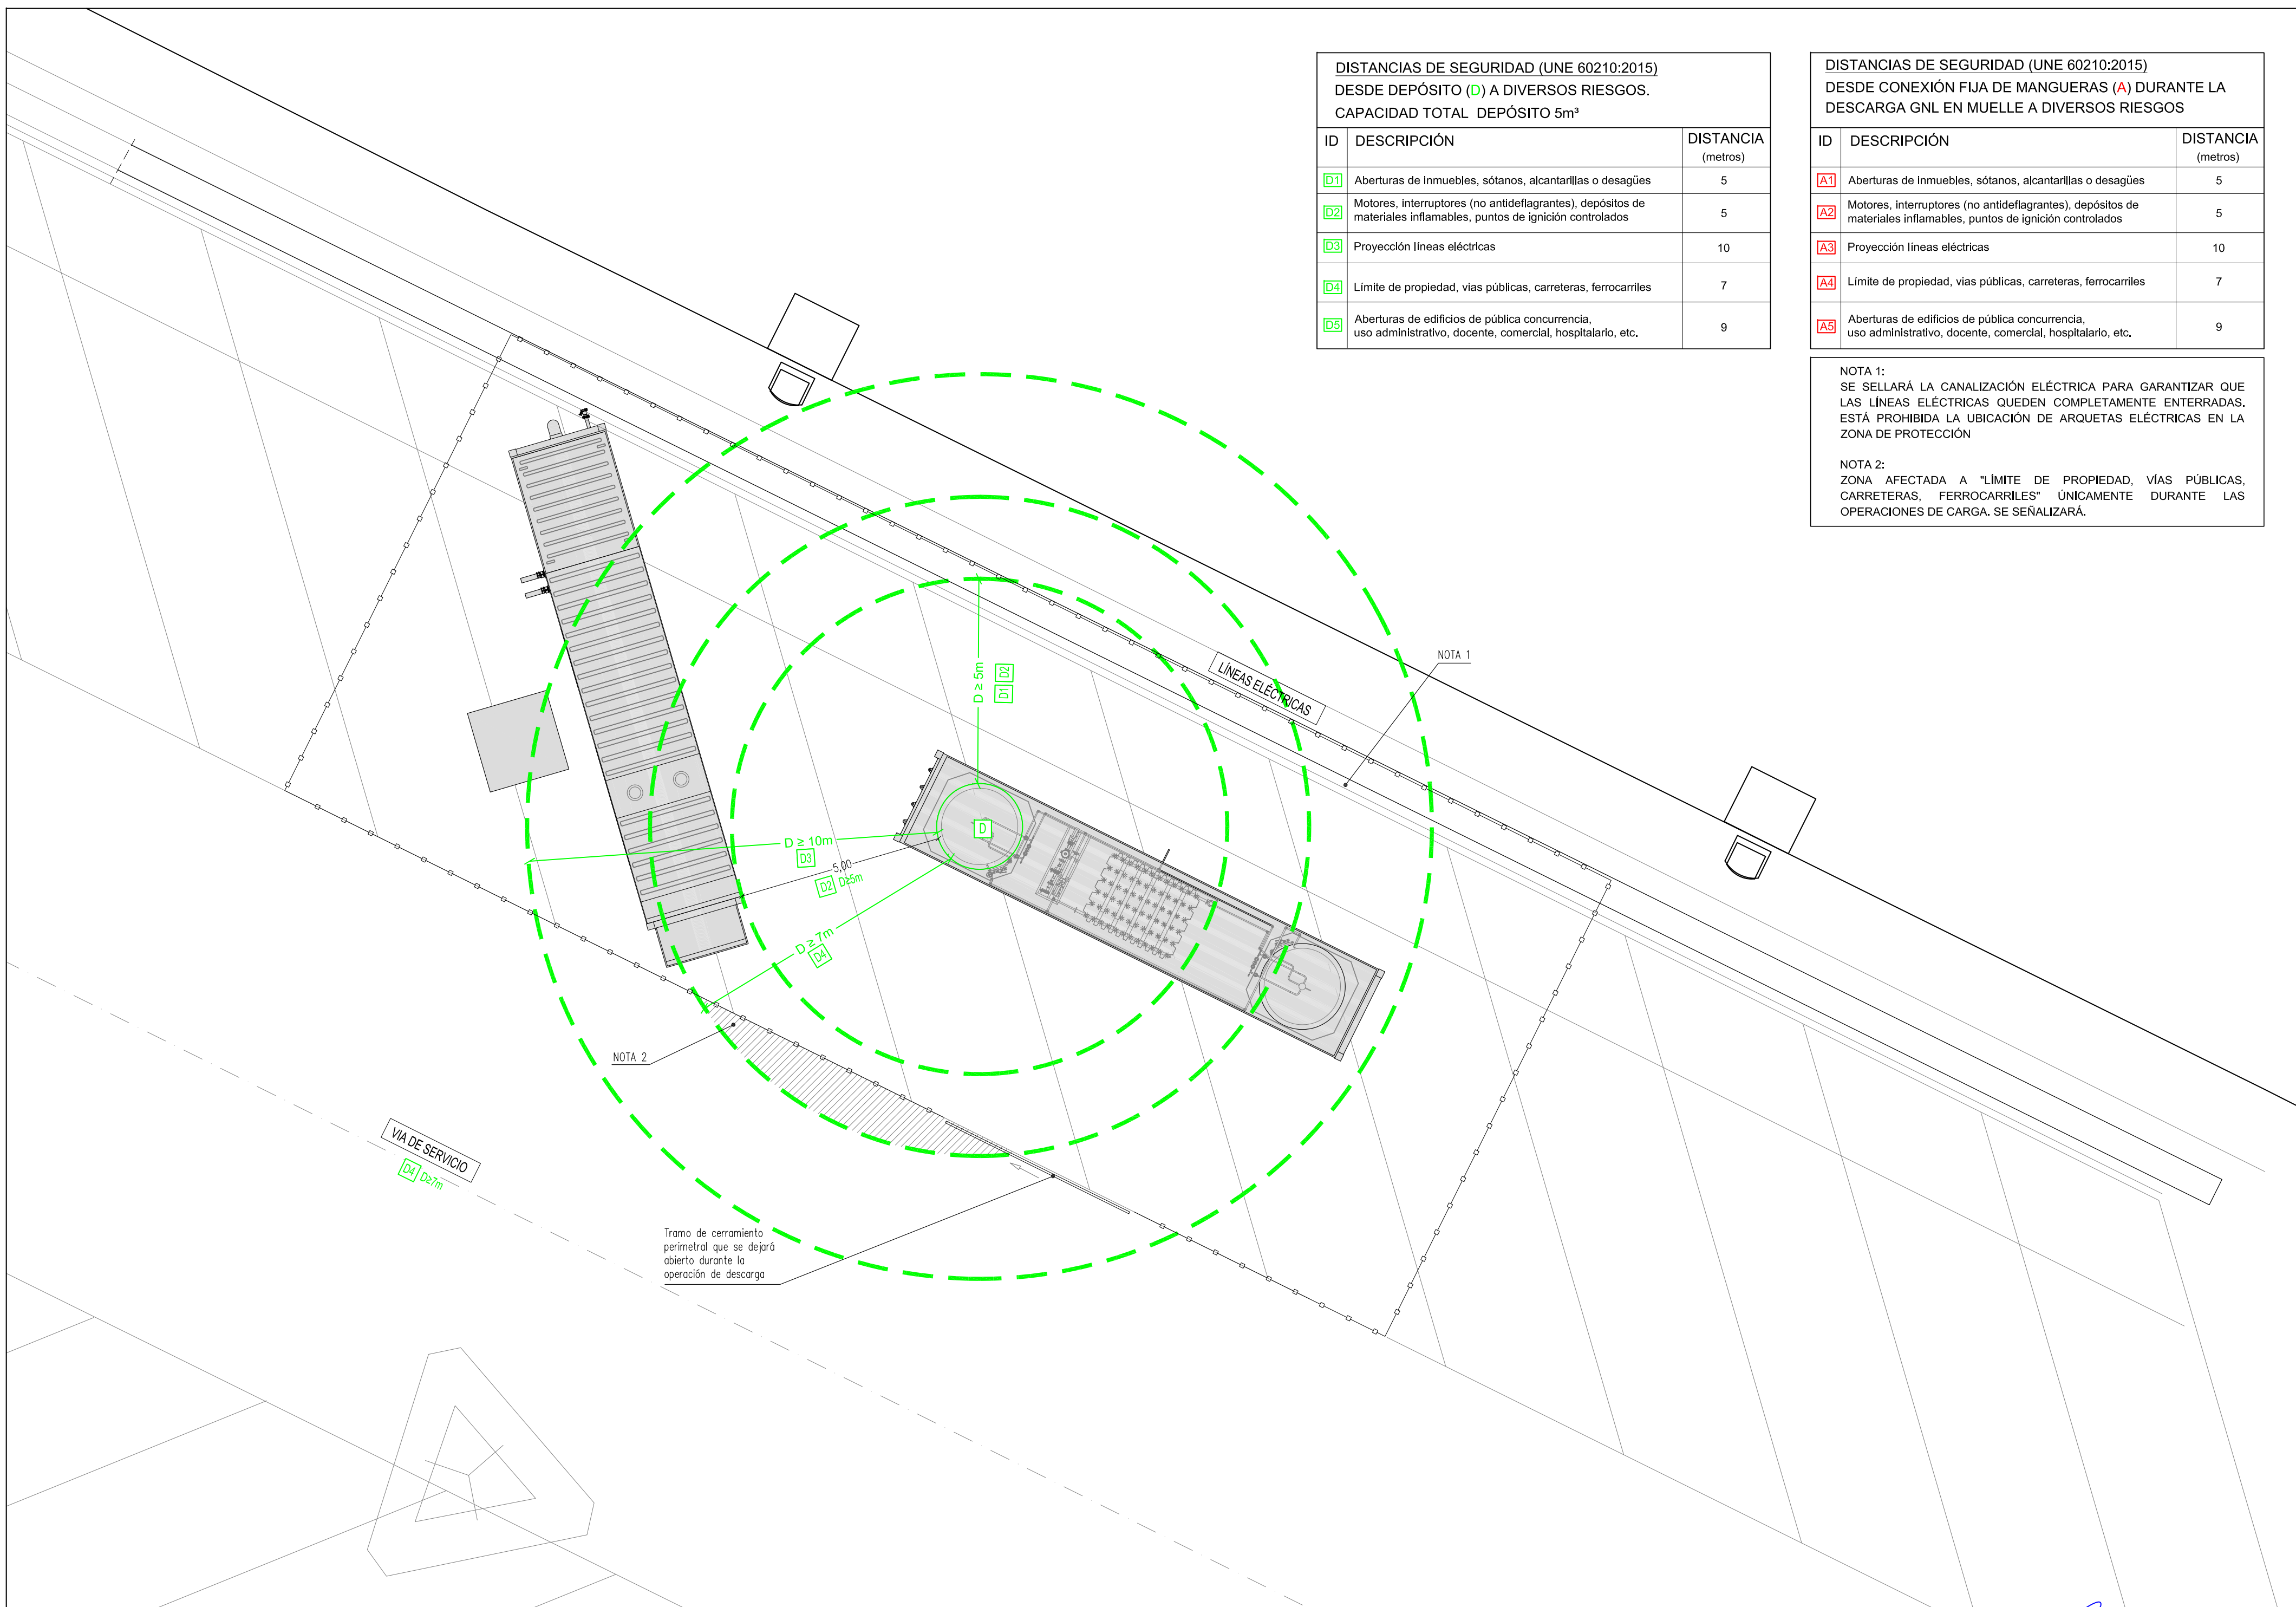 DISTANCIAS DE SEGURIDAD (UNE 60210:2015)
DESDE DEPÓSITO (D) A DIVERSOS RIESGOS.
CAPACIDAD TOTAL DEPÓSITO 5m³
ID DESCRIPCIÓN DISTANCIA
(metros)
D1 Aberturas de inmuebles, sótanos, alcantarillas o desagües 5
D2 Motores, interruptores (no antideflagrantes), depósitos de
materiales inflamables, puntos de ignición controlados 5
D3 Proyección líneas eléctricas 10
D4 Límite de propiedad, vias públicas, carreteras, ferrocarriles 7
D5 Aberturas de edificios de pública concurrencia,
uso administrativo, docente, comercial, hospitalario, etc. 9
DISTANCIAS DE SEGURIDAD (UNE 60210:2015)
DESDE CONEXIÓN FIJA DE MANGUERAS (A) DURANTE LA
DESCARGA GNL EN MUELLE A DIVERSOS RIESGOS
ID DESCRIPCIÓN DISTANCIA
(metros)
A1 Aberturas de inmuebles, sótanos, alcantarillas o desagües 5
A2 Motores, interruptores (no antideflagrantes), depósitos de
materiales inflamables, puntos de ignición controlados 5
A3 Proyección líneas eléctricas 10
A4 Límite de propiedad, vias públicas, carreteras, ferrocarriles 7
A5 Aberturas de edificios de pública concurrencia,
uso administrativo, docente, comercial, hospitalario, etc. 9
NOTA 1:
SE SELLARÁ LA CANALIZACIÓN ELÉCTRICA PARA GARANTIZAR QUE
LAS LÍNEAS ELÉCTRICAS QUEDEN COMPLETAMENTE ENTERRADAS.
ESTÁ PROHIBIDA LA UBICACIÓN DE ARQUETAS ELÉCTRICAS EN LA
ZONA DE PROTECCIÓN
NOTA 2:
ZONA AFECTADA A "LÍMITE DE PROPIEDAD, VÍAS PÚBLICAS,
CARRETERAS, FERROCARRILES" ÚNICAMENTE DURANTE LAS
OPERACIONES DE CARGA. SE SEÑALIZARÁ.
NOTA 1
LÍNEAS ELÉCTRICAS
D ≥ 5m
D1 D2
D
D ≥ 10m
D3
5,00
D2 D≥5m
D ≥ 7m
D4
NOTA 2
VIA DE SERVICIO
D4 D≥7m
Tramo de cerramiento
perimetral que se dejará
abierto durante la
operación de descarga